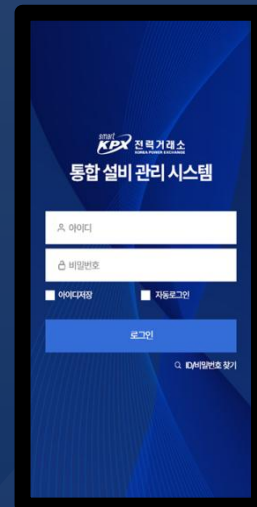 smart
KPX 전력거래소
KOREA POWER EXCHANGE
통합 설비 관리 시스템
아이디
비밀번호
아이디저장 자동로그인
로그인
ID/비밀번호 찾기